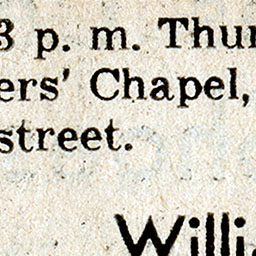 3 p. m. Thur
ers' Chapel,
street.
Willi